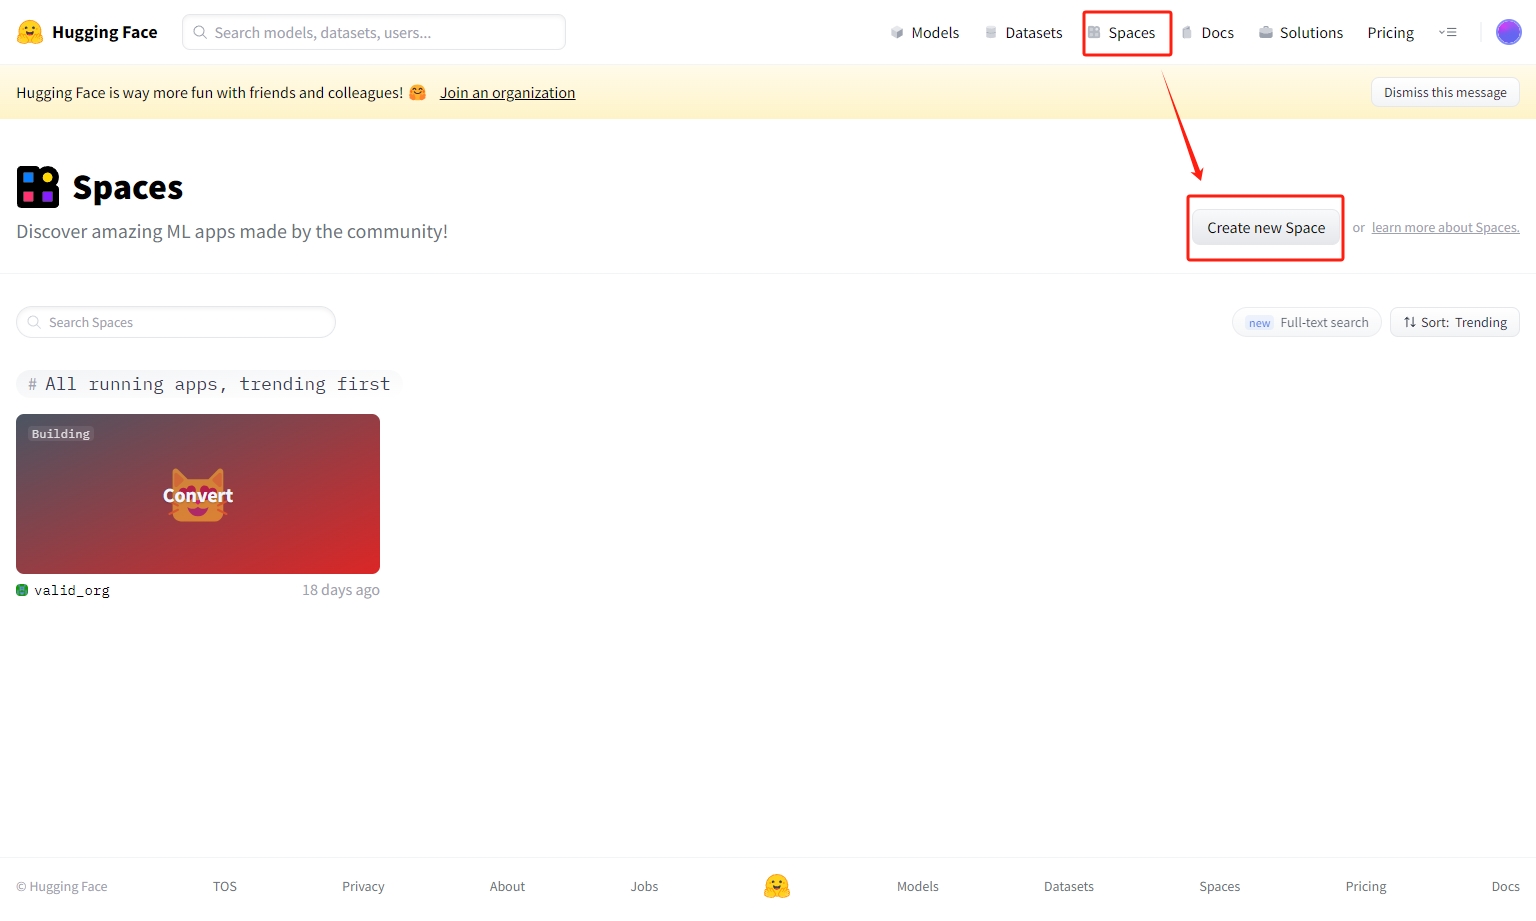 Hugging Face
Search models, datasets, users...
Models
Datasets
Spaces
Docs
Solutions
Pricing
Hugging Face is way more fun with friends and colleagues! 🤗 Join an organization
Dismiss this message
Spaces
Discover amazing ML apps made by the community!
Create new Space
or learn more about Spaces.
Search Spaces
new Full-text search
Sort: Trending
# All running apps, trending first
Building
Convert
valid_org
18 days ago
© Hugging Face
TOS
Privacy
About
Jobs
Models
Datasets
Spaces
Pricing
Docs